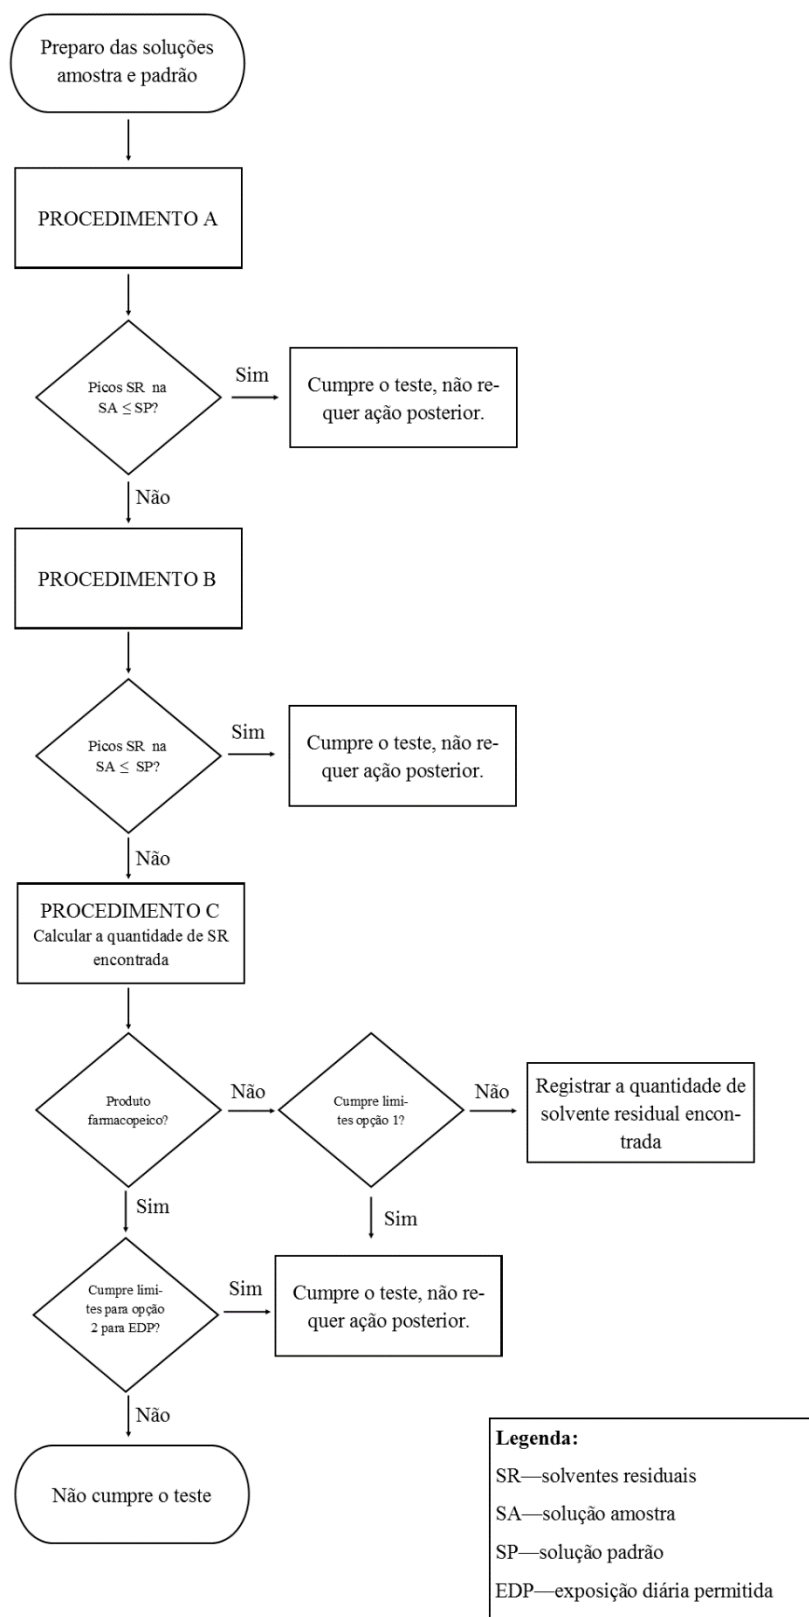 Preparo das soluções
amostra e padrão
PROCEDIMENTO A
Picos SR na
SA ≤ SP?
Sim
Cumpre o teste, não re-
quer ação posterior.
Não
PROCEDIMENTO B
Picos SR na
SA ≤ SP?
Sim
Cumpre o teste, não re-
quer ação posterior.
Não
PROCEDIMENTO C
Calcular a quantidade de SR
encontrada
Produto
farmacopeico?
Não
Cumpre limi-
tes opção 1?
Não
Registrar a quantidade de
solvente residual encon-
trada
Sim
Sim
Cumpre limi-
tes para opção
2 para EDP?
Sim
Cumpre o teste, não re-
quer ação posterior.
Não
Não cumpre o teste
Legenda:
SR—solventes residuais
SA—solução amostra
SP—solução padrão
EDP—exposição diária permitida